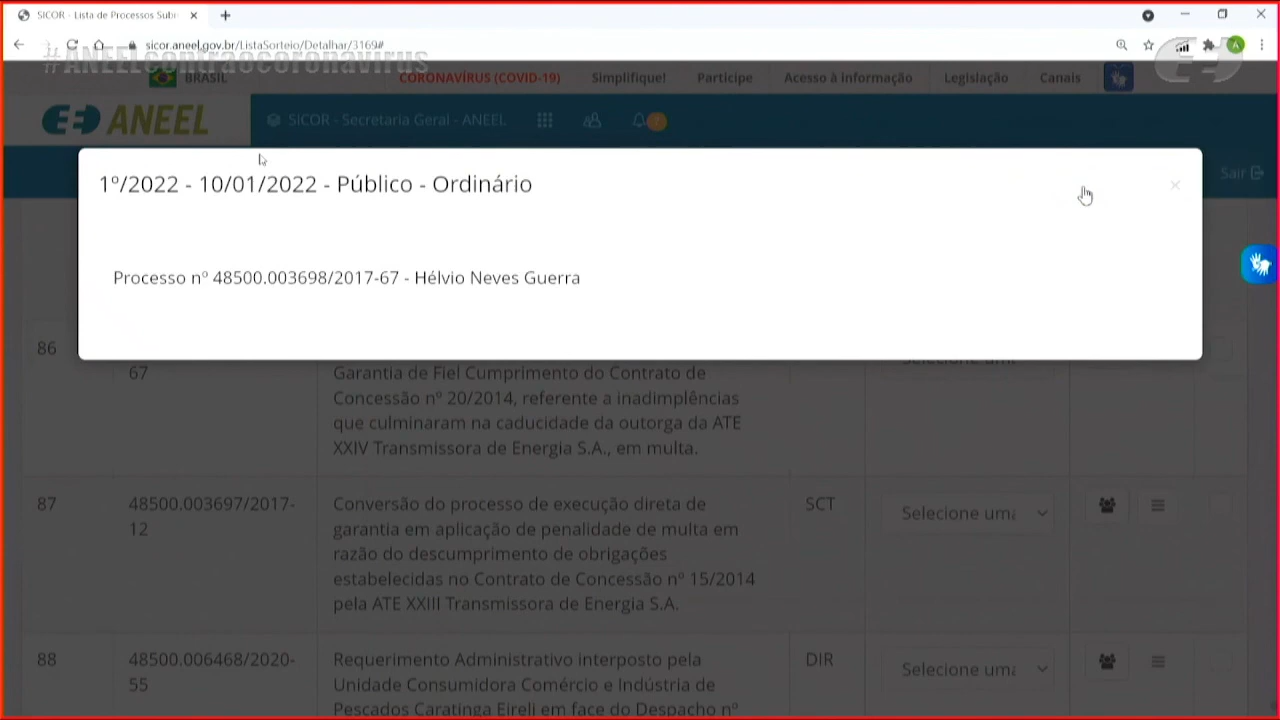 SICOR - Lista de Processos Sub
sicor.aneel.gov.br/ListaSorteio/Detalhar/3169#
A
#ANEELcontraocoronavirus
BRASIL
CORONAVÍRUS (COVID-19)
Simplifique!
Participe
Acesso à informação
Legislação
Canais
ANEEL
SICOR - Secretaria Geral - ANEEL
Sair
1º/2022 - 10/01/2022 - Público - Ordinário
×
Processo nº 48500.003698/2017-67 - Hélvio Neves Guerra
86
67
Garantia de Fiel Cumprimento do Contrato de
Concessão nº 20/2014, referente a inadimplências
que culminaram na caducidade da outorga da ATE
XXIV Transmissora de Energia S.A., em multa.
Selecione uma
87
48500.003697/2017-
12
Conversão do processo de execução direta de
garantia em aplicação de penalidade de multa em
razão do descumprimento de obrigações
estabelecidas no Contrato de Concessão nº 15/2014
pela ATE XXIII Transmissora de Energia S.A.
SCT
Selecione uma
88
48500.006468/2020-
55
Requerimento Administrativo interposto pela
Unidade Consumidora Comércio e Indústria de
Pescados Caratinga Eireli em face do Despacho nº
DIR
Selecione uma